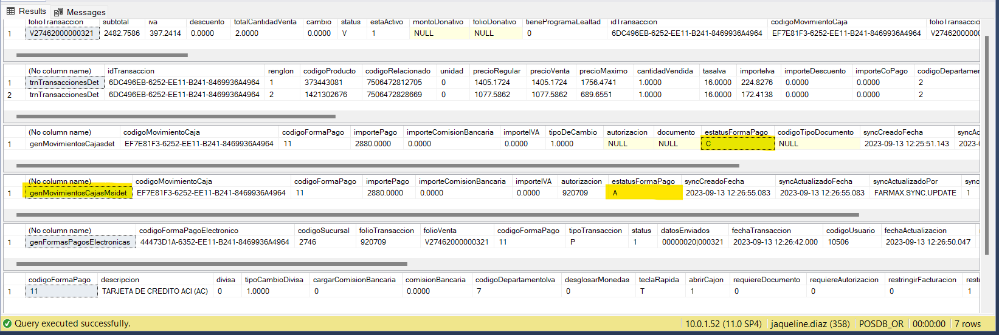 Results Messages
folioTransaccion subtotal iva descuento totalCantidadVenta cambio status estaActivo montoDonativo folioDonativo tieneProgramaLealtad idTransaccion codigoMovimientoCaja folioTransaccio
1 V27462000000321 2482.7586 397.2414 0.0000 2.0000 0.0000 V 1 NULL NULL 0 6DC496EB-6252-EE11-B241-8469936A4964 EF7E81F3-6252-EE11-B241-8469936A4964 V2746200000
(No column name) idTransaccion renglon codigoProducto codigoRelacionado unidad precioRegular precioVenta precioMaximo cantidadVendida tasaIva importeIva importeDescuento importeCoPago codigoDepartame
1 trnTransaccionesDet 6DC496EB-6252-EE11-B241-8469936A4964 1 373443081 7506472812705 0 1405.1724 1405.1724 1756.4741 1.0000 16.0000 224.8276 0.0000 0.0000 2
2 trnTransaccionesDet 6DC496EB-6252-EE11-B241-8469936A4964 2 1421302676 7506472828669 0 1077.5862 1077.5862 689.6551 1.0000 16.0000 172.4138 0.0000 0.0000 2
(No column name) codigoMovimientoCaja codigoFormaPago importePago importeComisionBancaria importeIVA tipoDeCambio autorizacion documento estatusFormaPago codigoTipoDocumento syncCreadoFecha syncAc
1 genMovimientosCajasdet EF7E81F3-6252-EE11-B241-8469936A4964 11 2880.0000 0.0000 0.0000 1.0000 NULL NULL C NULL 2023-09-13 12:25:51.143 2023-
(No column name) codigoMovimientoCaja codigoFormaPago importePago importeComisionBancaria importeIVA autorizacion estatusFormaPago syncCreadoFecha syncActualizadoFecha syncActualizadoPor sync
1 genMovimientosCajasMsidet EF7E81F3-6252-EE11-B241-8469936A4964 11 2880.0000 0.0000 0.0000 920709 A 2023-09-13 12:26:55.083 2023-09-13 12:26:55.083 FARMAX.SYNC.UPDATE 1
(No column name) codigoFormaPagoElectronico codigoSucursal folioTransaccion folioVenta codigoFormaPago tipoTransaccion status datosEnviados fechaTransaccion codigoUsuario fechaActualizacion
1 genFormasPagosElectronicas 44473D1A-6352-EE11-B241-8469936A4964 2746 920709 V27462000000321 11 P 1 00000020|000321 2023-09-13 12:26:42.000 10506 2023-09-13 12:26:50.047
codigoFormaPago descripcion divisa tipoCambioDivisa cargarComisionBancaria comisionBancaria codigoDepartamentoIva desglosarMonedas teclaRapida abrirCajon requiereDocumento requiereAutorizacion restringirFacturacion restr
1 11 TARJETA DE CREDITO ACI (AC) 0 1.0000 0 0.0000 7 0 T 1 0 0 0 1
Query executed successfully. 10.0.1.52 (11.0 SP4) jaqueline.diaz (358) POSDB_OR 00:00:00 7 rows